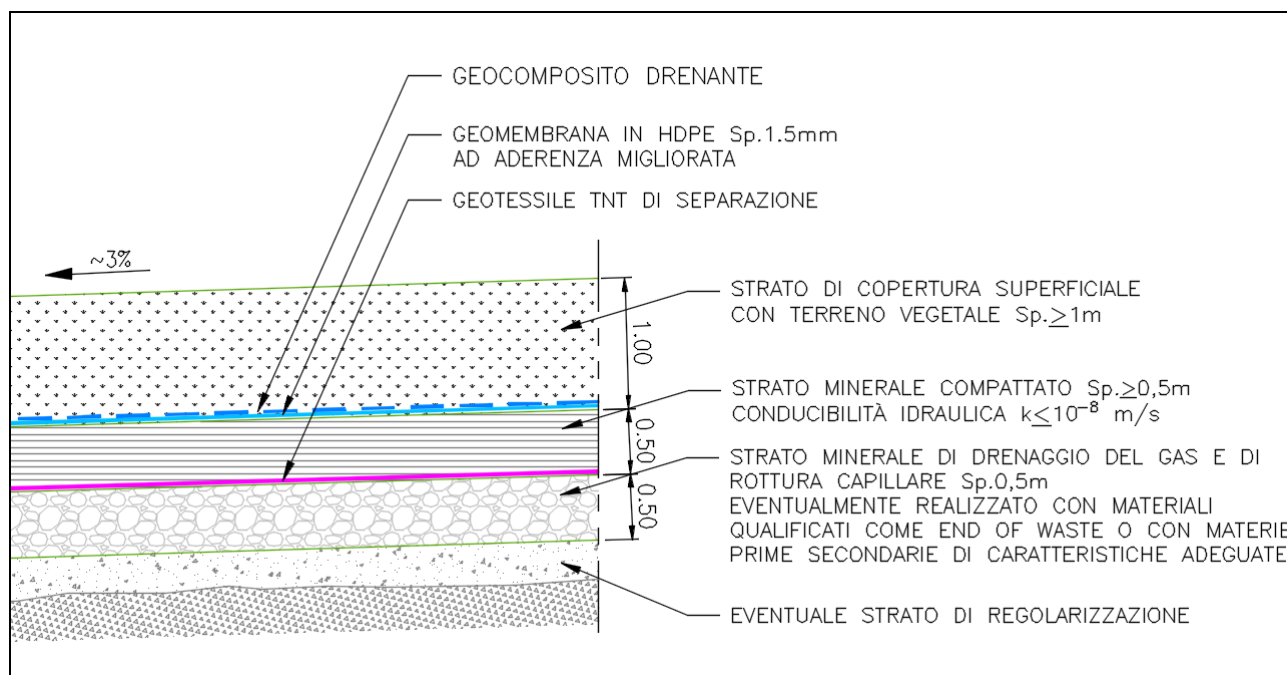 GEOCOMPOSITO DRENANTE
GEOMEMBRANA IN HDPE Sp.1.5mm
AD ADERENZA MIGLIORATA
GEOTESSILE TNT DI SEPARAZIONE
~3%
STRATO DI COPERTURA SUPERFICIALE
CON TERRENO VEGETALE Sp.≥1m
1.00
STRATO MINERALE COMPATTATO Sp.≥0,5m
CONDUCIBILITÀ IDRAULICA k≤10⁻⁸ m/s
0.50
STRATO MINERALE DI DRENAGGIO DEL GAS E DI
ROTTURA CAPILLARE Sp.0,5m
EVENTUALMENTE REALIZZATO CON MATERIALI
QUALIFICATI COME END OF WASTE O CON MATERIE
PRIME SECONDARIE DI CARATTERISTICHE ADEGUATE
0.50
EVENTUALE STRATO DI REGOLARIZZAZIONE